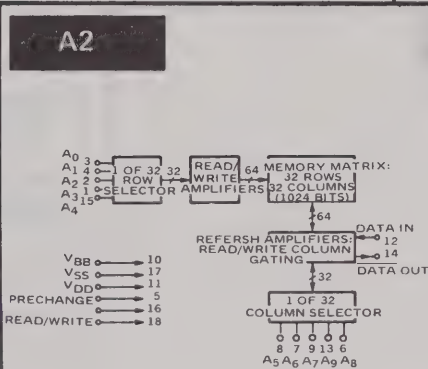 A2
A0 3
A1 4
A2 2
A3 1
A4 15
1 OF 32
ROW
SELECTOR
32
READ/
WRITE
AMPLIFIERS
64
MEMORY MATRIX:
32 ROWS
32 COLUMNS
(1024 BITS)
64
REFERSH AMPLIFIERS:
READ/WRITE COLUMN
GATING
DATA IN
12
14
DATA OUT
32
1 OF 32
COLUMN SELECTOR
8 7 9 13 6
A5 A6 A7 A9 A8
VBB 10
VSS 17
VDD 11
PRECHANGE 5
16
READ/WRITE 18